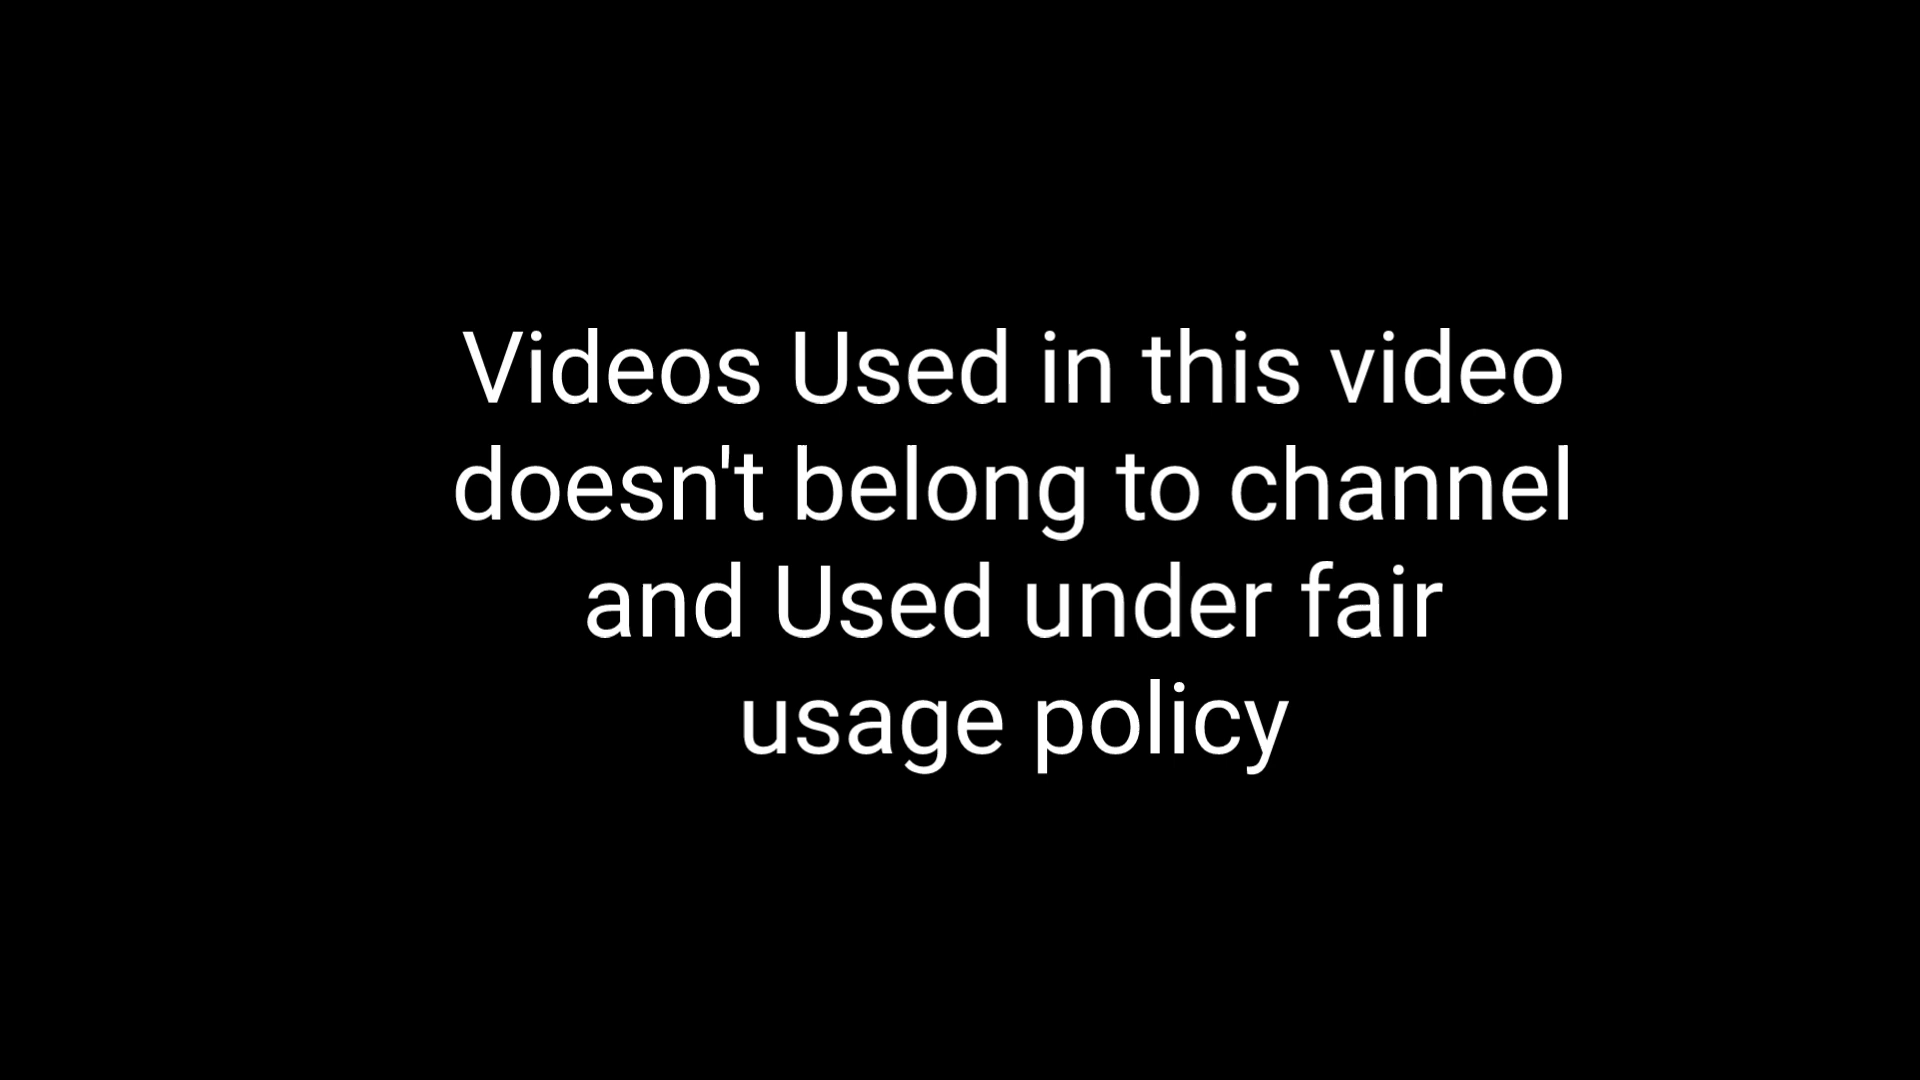 Videos Used in this video
doesn't belong to channel
and Used under fair
usage policy